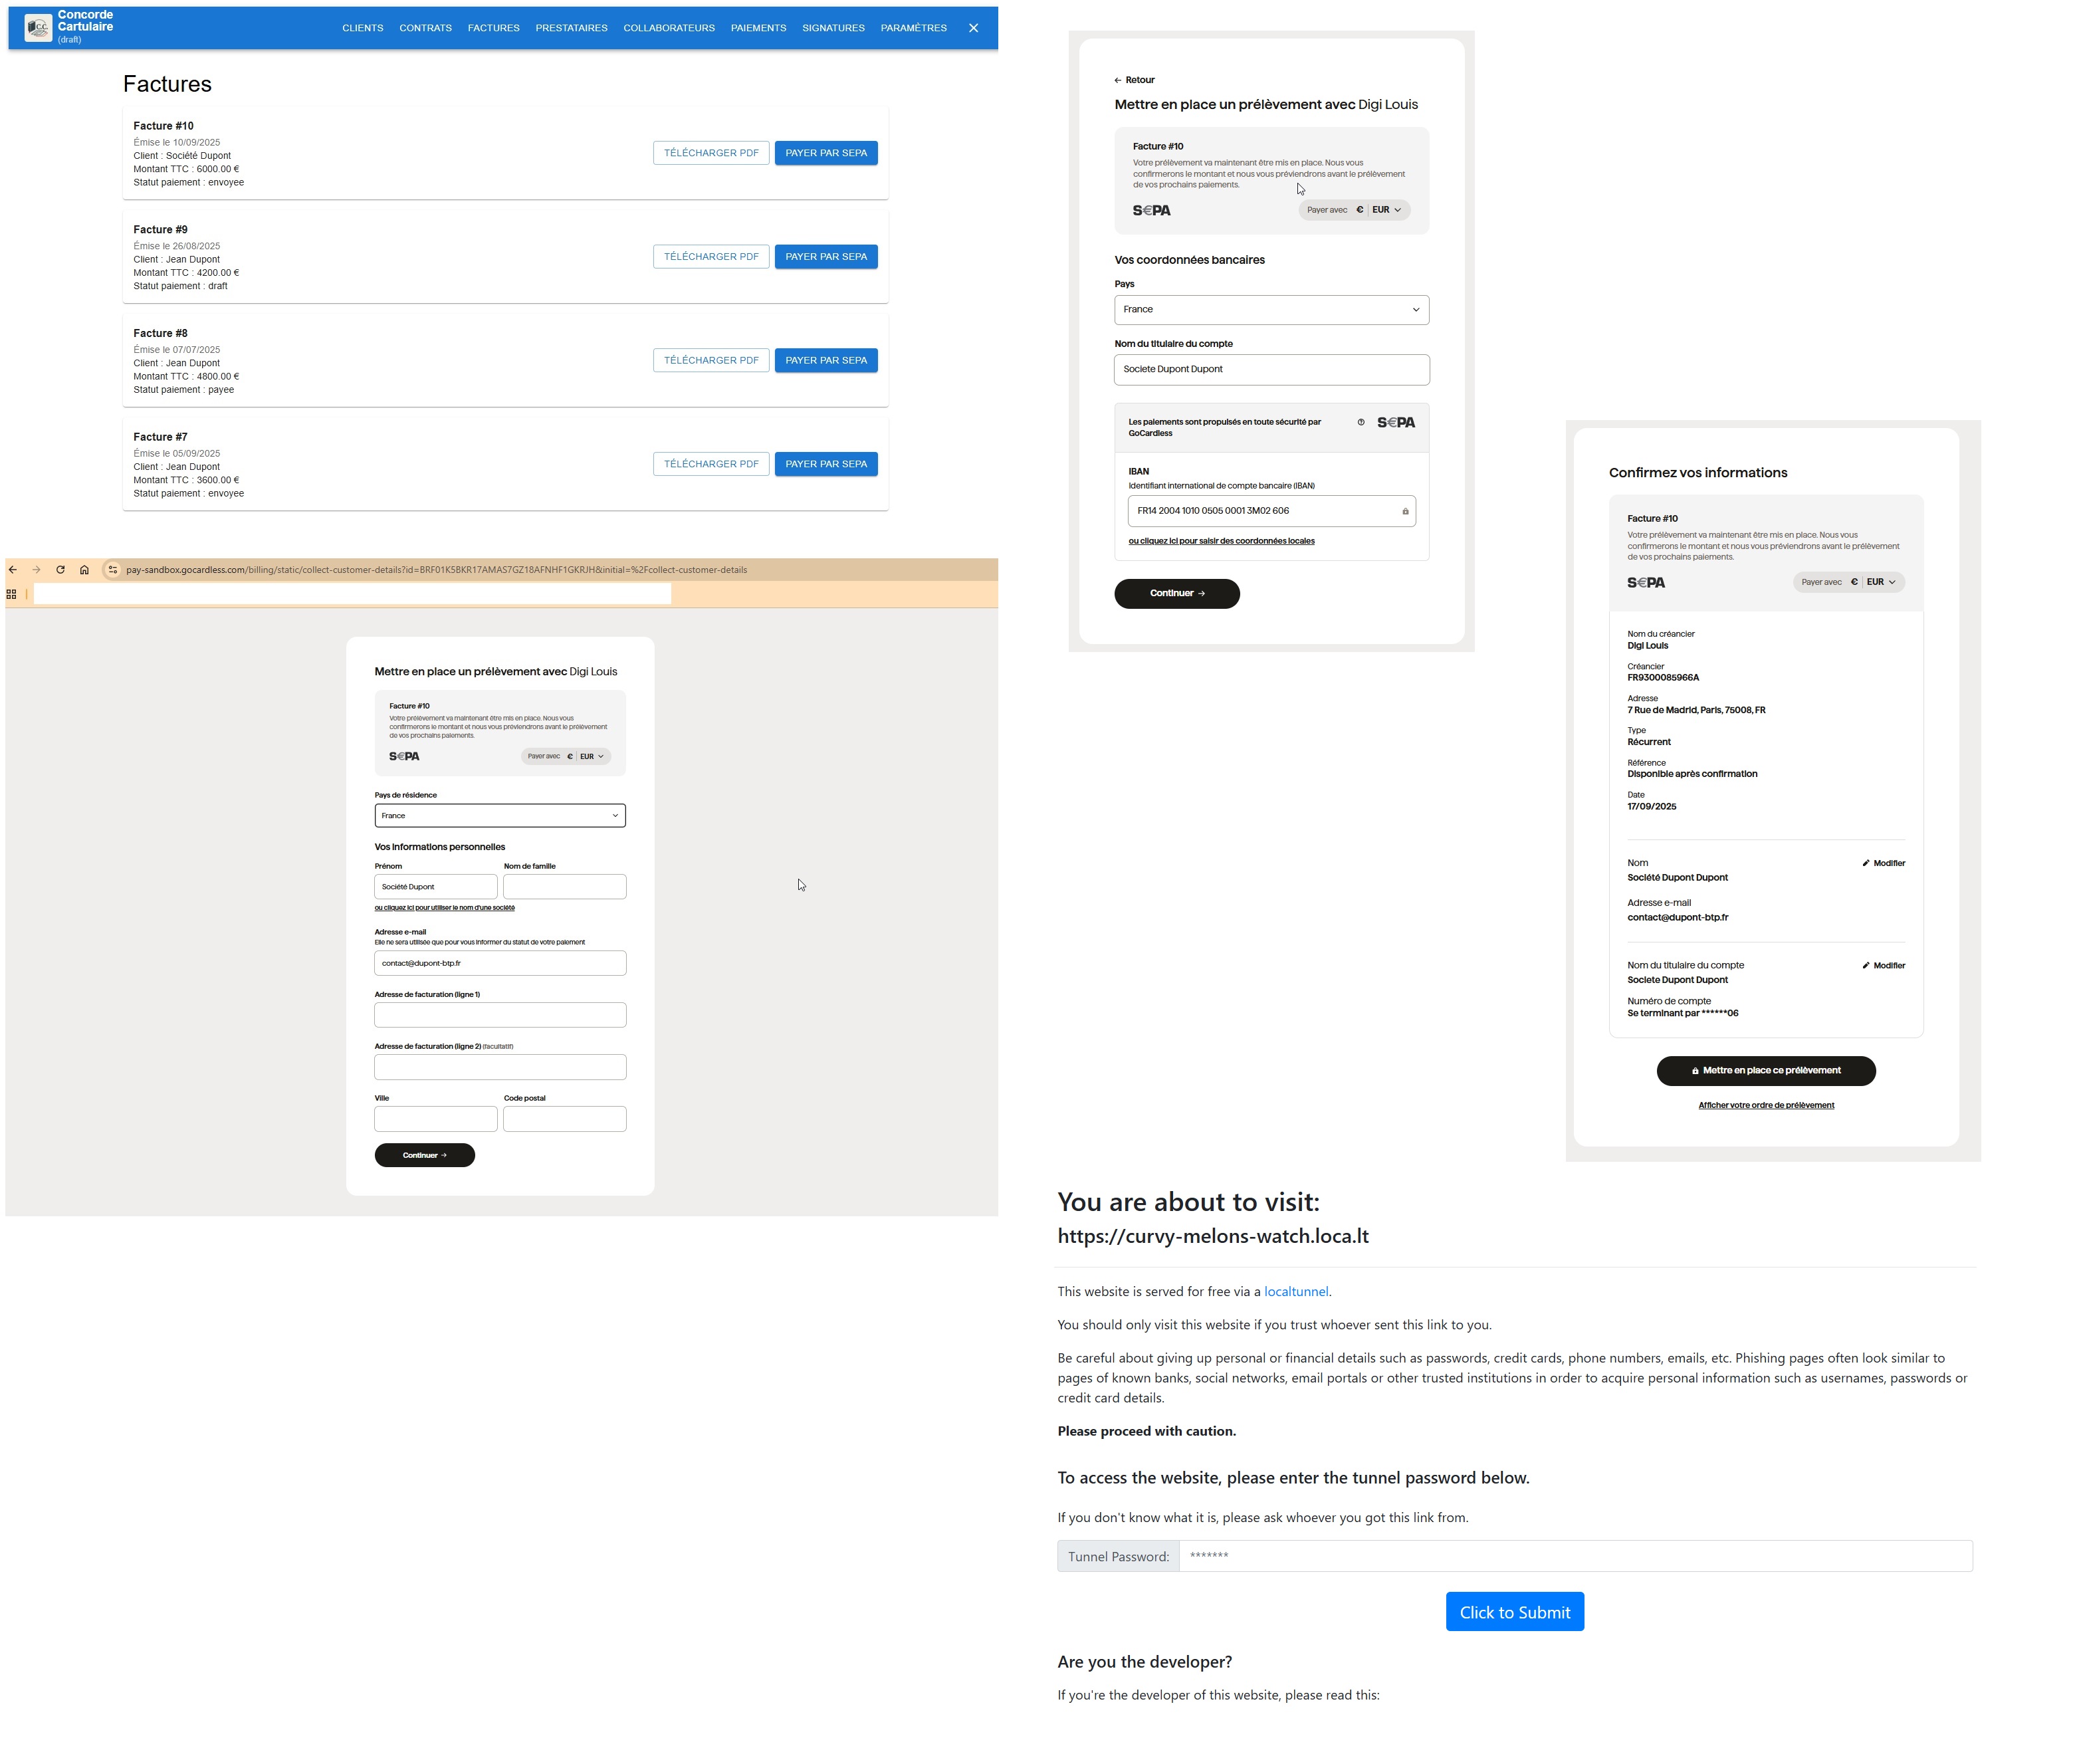 Concorde
Cartulaire
(draft)
CLIENTS CONTRATS FACTURES PRESTATAIRES COLLABORATEURS PAIEMENTS SIGNATURES PARAMÈTRES
Factures
Facture #10
Émise le 10/09/2025
Client : Société Dupont
Montant TTC : 6000.00 €
Statut paiement : envoyee
TÉLÉCHARGER PDF PAYER PAR SEPA
Facture #9
Émise le 26/08/2025
Client : Jean Dupont
Montant TTC : 4200.00 €
Statut paiement : draft
TÉLÉCHARGER PDF PAYER PAR SEPA
Facture #8
Émise le 07/07/2025
Client : Jean Dupont
Montant TTC : 4800.00 €
Statut paiement : payee
TÉLÉCHARGER PDF PAYER PAR SEPA
Facture #7
Émise le 05/09/2025
Client : Jean Dupont
Montant TTC : 3600.00 €
Statut paiement : envoyee
TÉLÉCHARGER PDF PAYER PAR SEPA
pay-sandbox.gocardless.com/billing/static/collect-customer-details?id=BRF01K5BKR17AMAS7GZ18AFNHF1GKRJH&initial=%2Fcollect-customer-details
Mettre en place un prélèvement avec Digi Louis
Facture #10
Votre prélèvement va maintenant être mis en place. Nous vous
confirmerons le montant et nous vous préviendrons avant le prélèvement
de vos prochains paiements.
S€PA
Payer avec € EUR
Pays de résidence
France
Vos informations personnelles
Prénom Nom de famille
Société Dupont
ou cliquez ici pour utiliser le nom d'une société
Adresse e-mail
Elle ne sera utilisée que pour vous informer du statut de votre paiement
contact@dupont-btp.fr
Adresse de facturation (ligne 1)
Adresse de facturation (ligne 2) (facultatif)
Ville Code postal
Continuer →
← Retour
Mettre en place un prélèvement avec Digi Louis
Facture #10
Votre prélèvement va maintenant être mis en place. Nous vous
confirmerons le montant et nous vous préviendrons avant le prélèvement
de vos prochains paiements.
S€PA
Payer avec € EUR
Vos coordonnées bancaires
Pays
France
Nom du titulaire du compte
Societe Dupont Dupont
Les paiements sont propulsés en toute sécurité par
GoCardless
S€PA
IBAN
Identifiant international de compte bancaire (IBAN)
FR14 2004 1010 0505 0001 3M02 606
ou cliquez ici pour saisir des coordonnées locales
Continuer →
Confirmez vos informations
Facture #10
Votre prélèvement va maintenant être mis en place. Nous vous
confirmerons le montant et nous vous préviendrons avant le prélèvement
de vos prochains paiements.
S€PA
Payer avec € EUR
Nom du créancier
Digi Louis
Créancier
FR9300085966A
Adresse
7 Rue de Madrid, Paris, 75008, FR
Type
Récurrent
Référence
Disponible après confirmation
Date
17/09/2025
Nom
Modifier
Société Dupont Dupont
Adresse e-mail
contact@dupont-btp.fr
Nom du titulaire du compte
Modifier
Societe Dupont Dupont
Numéro de compte
Se terminant par ******06
Mettre en place ce prélèvement
Afficher votre ordre de prélèvement
You are about to visit:
https://curvy-melons-watch.loca.lt
This website is served for free via a localtunnel.
You should only visit this website if you trust whoever sent this link to you.
Be careful about giving up personal or financial details such as passwords, credit cards, phone numbers, emails, etc. Phishing pages often look similar to
pages of known banks, social networks, email portals or other trusted institutions in order to acquire personal information such as usernames, passwords or
credit card details.
Please proceed with caution.
To access the website, please enter the tunnel password below.
If you don't know what it is, please ask whoever you got this link from.
Tunnel Password: *******
Click to Submit
Are you the developer?
If you're the developer of this website, please read this: